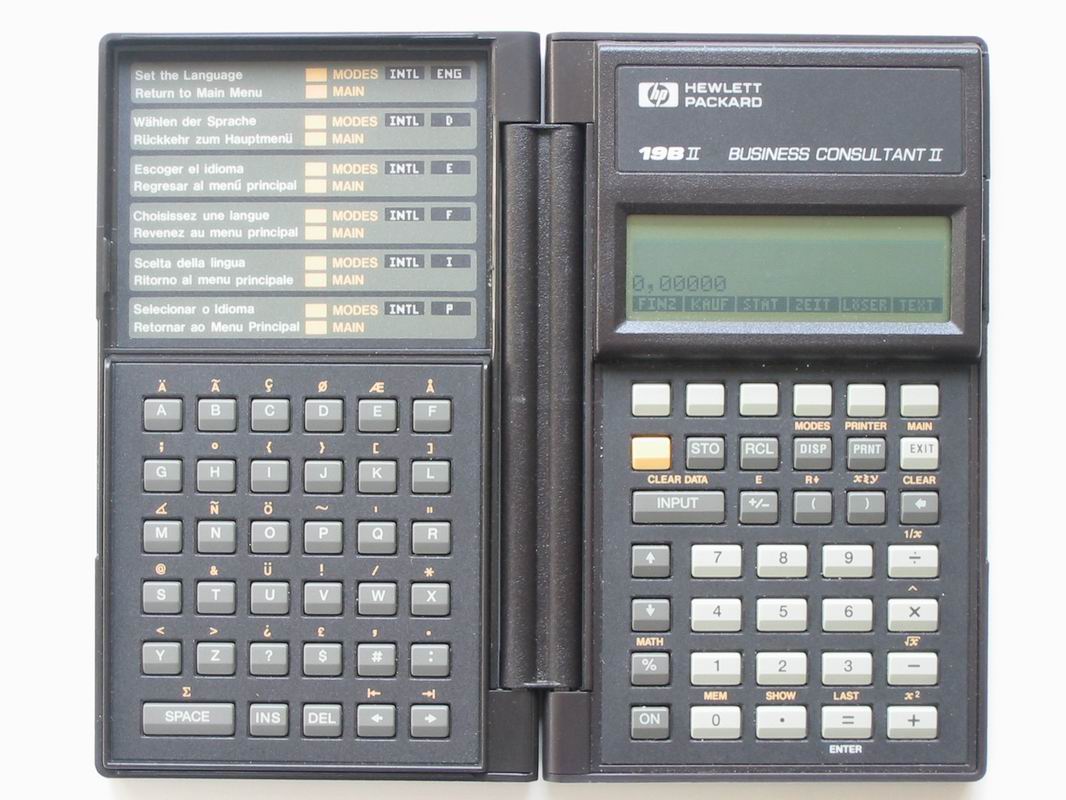 Set the Language MODES INTL ENG
Return to Main Menu MAIN
Wählen der Sprache MODES INTL D
Rückkehr zum Hauptmenü MAIN
Escoger el idioma MODES INTL E
Regresar al menú principal MAIN
Choisissez une langue MODES INTL F
Revenez au menu principal MAIN
Scelta della lingua MODES INTL I
Ritorno al menu principale MAIN
Selecionar o Idioma MODES INTL P
Retornar ao Menu Principal MAIN
Ä Ã Ç Ø Æ Å
A B C D E F
; ° { } [ ]
G H I J K L
∡ Ñ Ö ~ ' "
M N O P Q R
@ & Ü ! / *
S T U V W X
< > ¿ £ , .
Y Z ? $ # :
Σ ⇤ ⇥
SPACE INS DEL ← →
hp HEWLETT
PACKARD
19B II BUSINESS CONSULTANT II
0,00000
FINZ KAUF STAT ZEIT LÖSER TEXT
MODES PRINTER MAIN
STO RCL DISP PRNT EXIT
CLEAR DATA E R↓ x≷y CLEAR
INPUT +/− ( ) ←
1/x
↑ 7 8 9 ÷
^
↓ 4 5 6 ×
MATH √x
% 1 2 3 −
MEM SHOW LAST x²
ON 0 . = +
ENTER